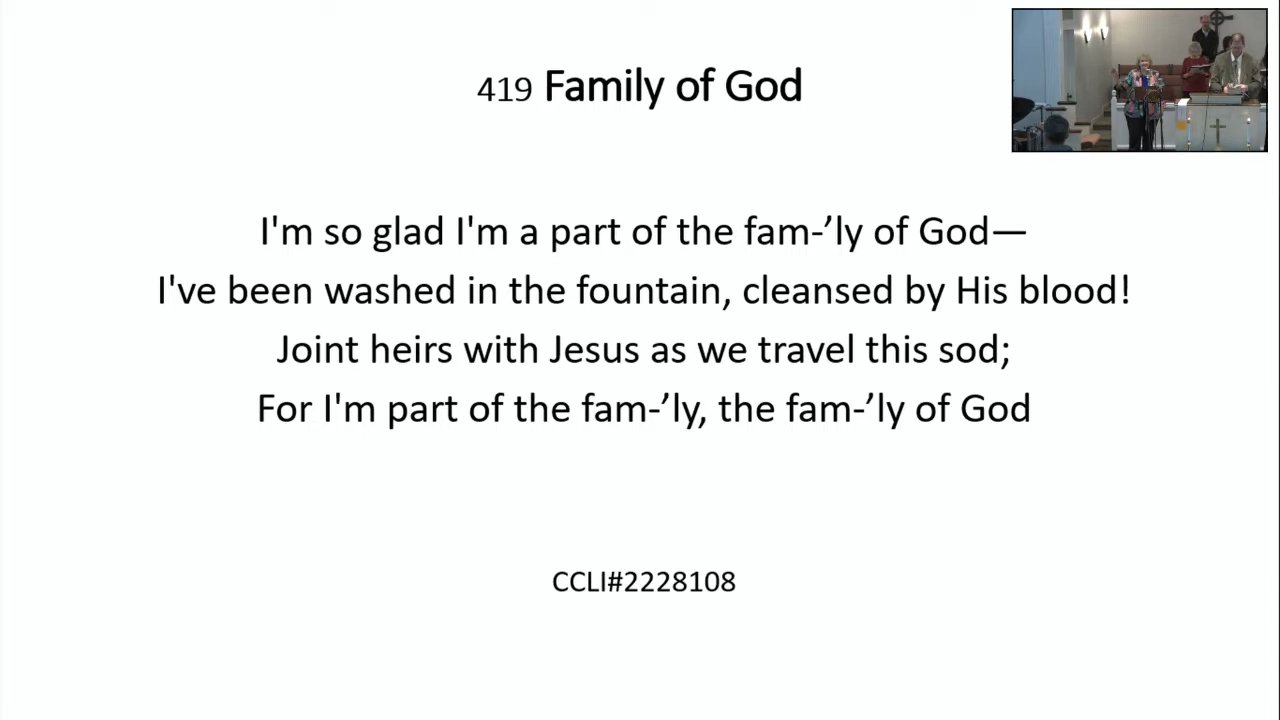 419 Family of God
I'm so glad I'm a part of the fam-’ly of God—
I've been washed in the fountain, cleansed by His blood!
Joint heirs with Jesus as we travel this sod;
For I'm part of the fam-’ly, the fam-’ly of God
CCLI#2228108